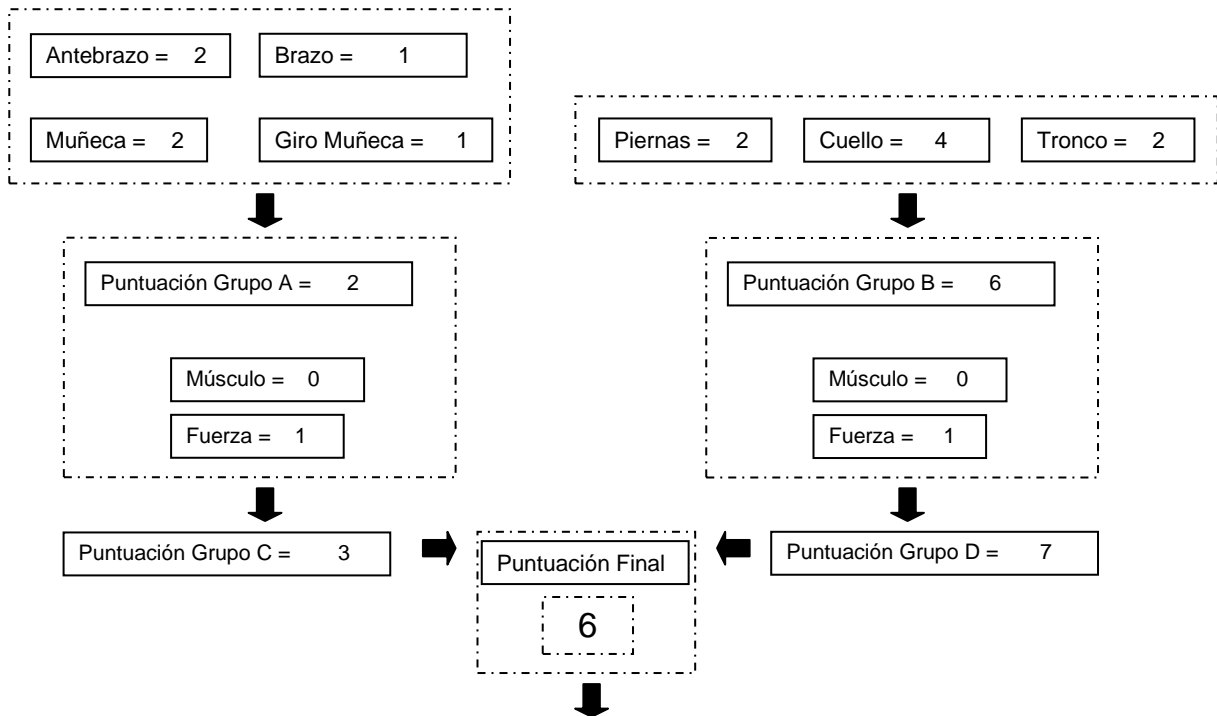 Antebrazo = 2
Brazo = 1
Muñeca = 2
Giro Muñeca = 1
Piernas = 2
Cuello = 4
Tronco = 2
Puntuación Grupo A = 2
Músculo = 0
Fuerza = 1
Puntuación Grupo B = 6
Músculo = 0
Fuerza = 1
Puntuación Grupo C = 3
Puntuación Final
6
Puntuación Grupo D = 7